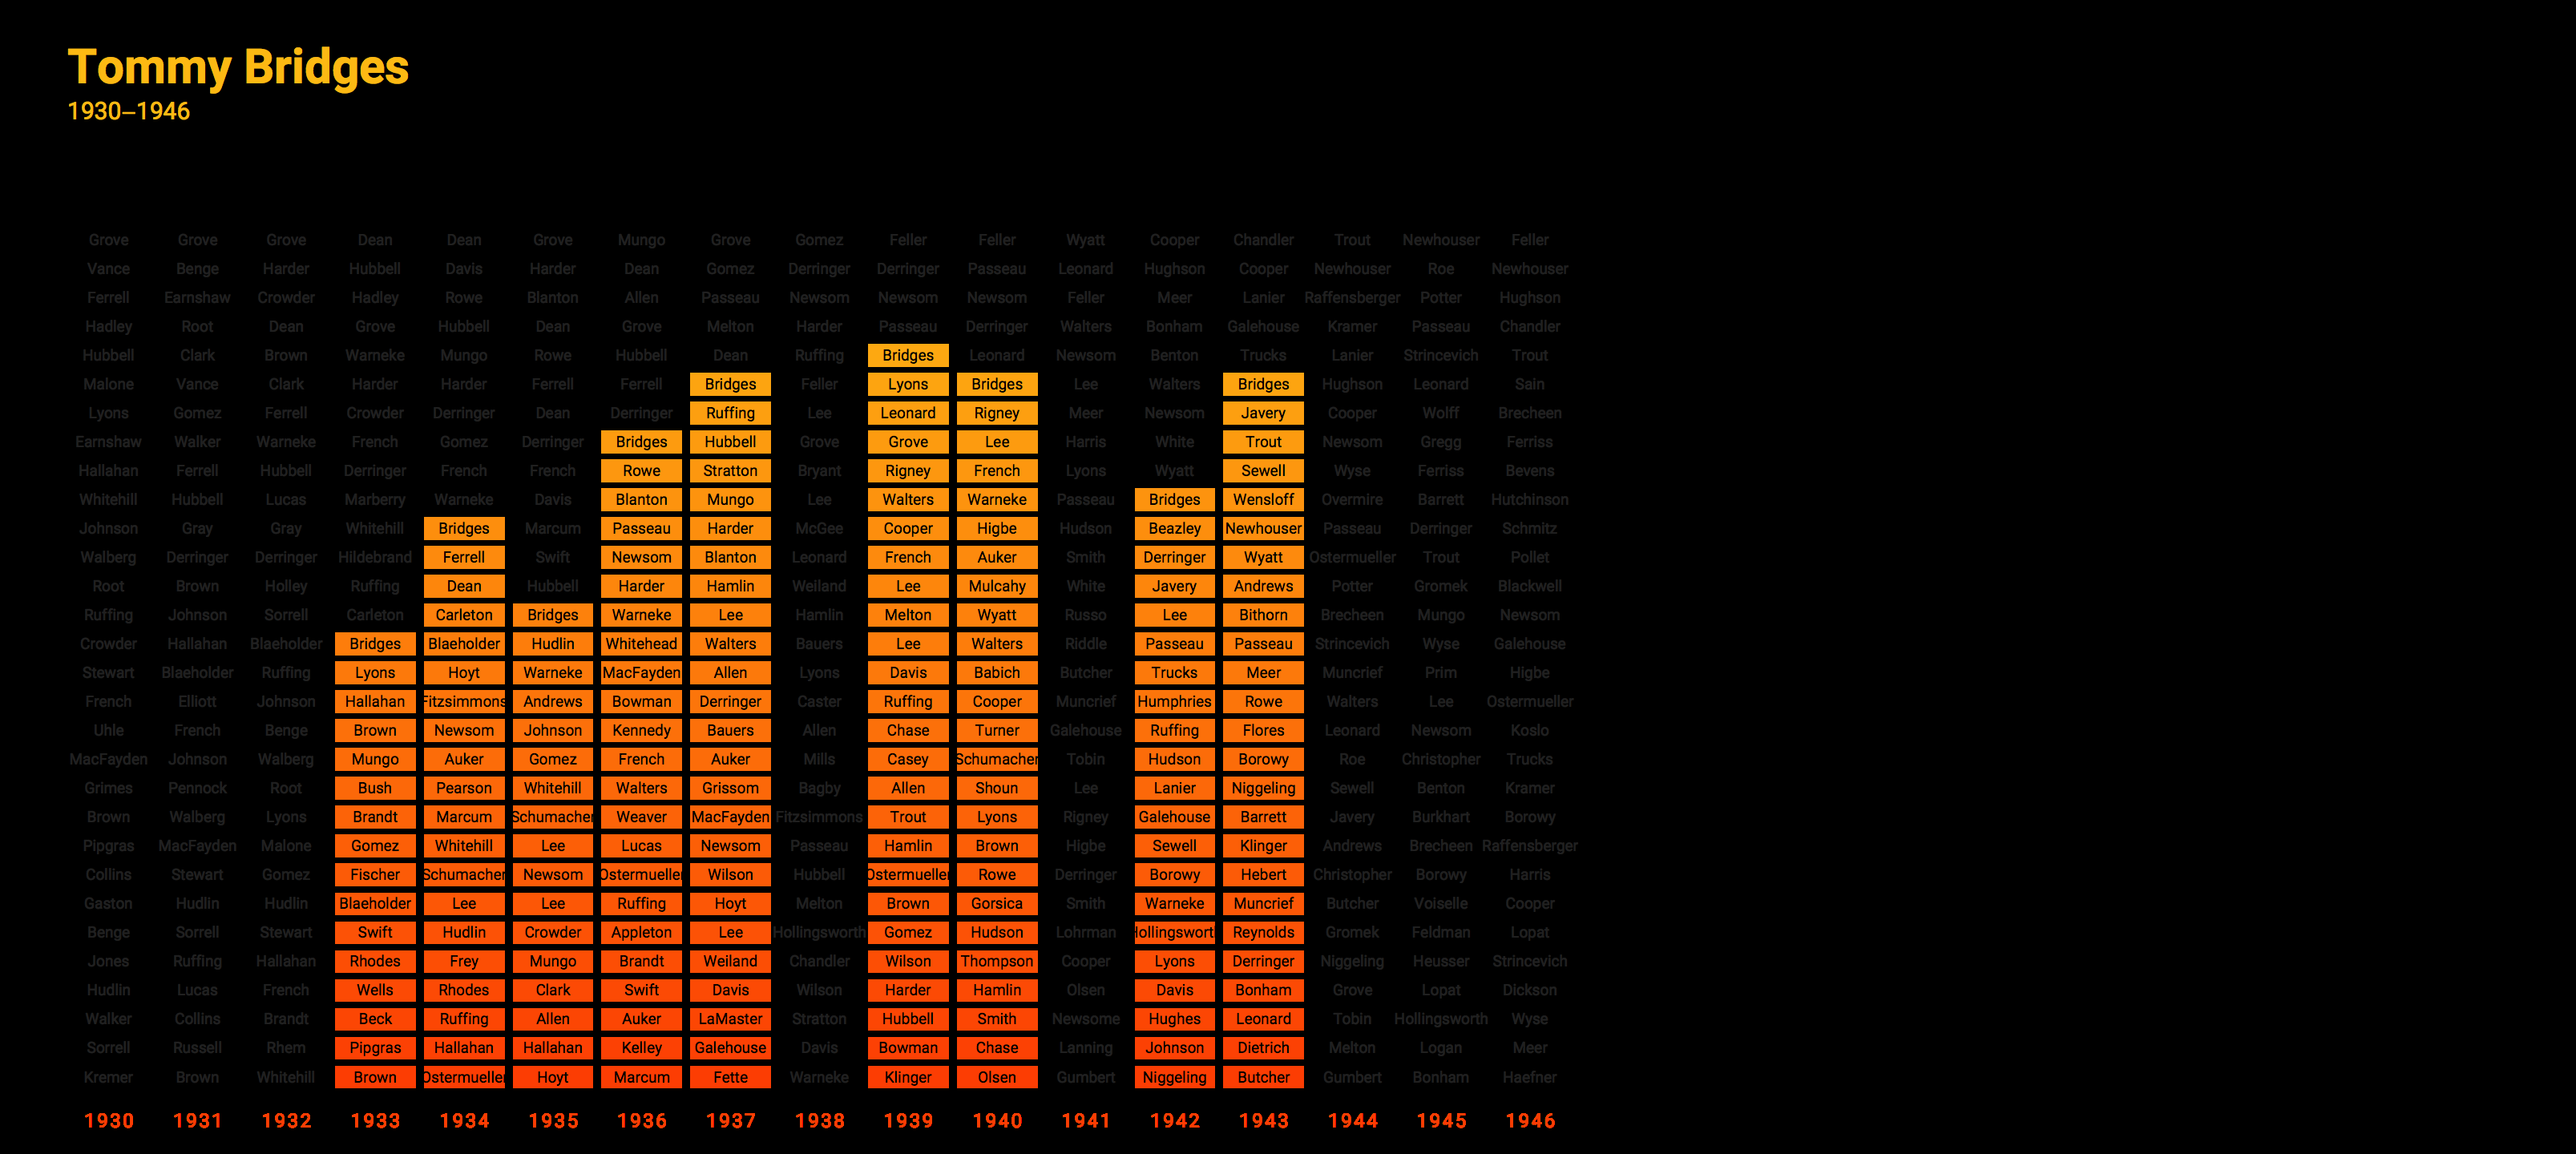 Tommy Bridges
1930–1946
Grove Grove Grove Dean Dean Grove Mungo Grove Gomez Feller Feller Wyatt Cooper Chandler Trout Newhouser Feller
Vance Benge Harder Hubbell Davis Harder Dean Gomez Derringer Derringer Passeau Leonard Hughson Cooper Newhouser Roe Newhouser
Ferrell Earnshaw Crowder Hadley Rowe Blanton Allen Passeau Newsom Newsom Newsom Feller Meer Lanier Raffensberger Potter Hughson
Hadley Root Dean Grove Hubbell Dean Grove Melton Harder Passeau Derringer Walters Bonham Galehouse Kramer Passeau Chandler
Hubbell Clark Brown Warneke Mungo Rowe Hubbell Dean Ruffing Bridges Leonard Newsom Benton Trucks Lanier Strincevich Trout
Malone Vance Clark Harder Harder Ferrell Ferrell Bridges Feller Lyons Bridges Lee Walters Bridges Hughson Leonard Sain
Lyons Gomez Ferrell Crowder Derringer Dean Derringer Ruffing Lee Leonard Rigney Meer Newsom Javery Cooper Wolff Brecheen
Earnshaw Walker Warneke French Gomez Derringer Bridges Hubbell Grove Grove Lee Harris White Trout Newsom Gregg Ferriss
Hallahan Ferrell Hubbell Derringer French French Rowe Stratton Bryant Rigney French Lyons Wyatt Sewell Wyse Ferriss Bevens
Whitehill Hubbell Lucas Marberry Warneke Davis Blanton Mungo Lee Walters Warneke Passeau Bridges Wensloff Overmire Barrett Hutchinson
Johnson Gray Gray Whitehill Bridges Marcum Passeau Harder McGee Cooper Higbe Hudson Beazley Newhouser Passeau Derringer Schmitz
Walberg Derringer Derringer Hildebrand Ferrell Swift Newsom Blanton Leonard French Auker Smith Derringer Wyatt Ostermueller Trout Pollet
Root Brown Holley Ruffing Dean Hubbell Harder Hamlin Weiland Lee Mulcahy White Javery Andrews Potter Gromek Blackwell
Ruffing Johnson Sorrell Carleton Carleton Bridges Warneke Lee Hamlin Melton Wyatt Russo Lee Bithorn Brecheen Mungo Newsom
Crowder Hallahan Blaeholder Bridges Blaeholder Hudlin Whitehead Walters Bauers Lee Walters Riddle Passeau Passeau Strincevich Wyse Galehouse
Stewart Blaeholder Ruffing Lyons Hoyt Warneke MacFayden Allen Lyons Davis Babich Butcher Trucks Meer Muncrief Prim Higbe
French Elliott Johnson Hallahan Fitzsimmons Andrews Bowman Derringer Caster Ruffing Cooper Muncrief Humphries Rowe Walters Lee Ostermueller
Uhle French Benge Brown Newsom Johnson Kennedy Bauers Allen Chase Turner Galehouse Ruffing Flores Leonard Newsom Koslo
MacFayden Johnson Walberg Mungo Auker Gomez French Auker Mills Casey Schumacher Tobin Hudson Borowy Roe Christopher Trucks
Grimes Pennock Root Bush Pearson Whitehill Walters Grissom Bagby Allen Shoun Lee Lanier Niggeling Sewell Benton Kramer
Brown Walberg Lyons Brandt Marcum Schumacher Weaver MacFayden Fitzsimmons Trout Lyons Rigney Galehouse Barrett Javery Burkhart Borowy
Pipgras MacFayden Malone Gomez Whitehill Lee Lucas Newsom Passeau Hamlin Brown Higbe Sewell Klinger Andrews Brecheen Raffensberger
Collins Stewart Gomez Fischer Schumacher Newsom Ostermueller Wilson Hubbell Ostermueller Rowe Derringer Borowy Hebert Christopher Borowy Harris
Gaston Hudlin Hudlin Blaeholder Lee Lee Ruffing Hoyt Melton Brown Gorsica Smith Warneke Muncrief Butcher Voiselle Cooper
Benge Sorrell Stewart Swift Hudlin Crowder Appleton Lee Hollingsworth Gomez Hudson Lohrman Hollingsworth Reynolds Gromek Feldman Lopat
Jones Ruffing Hallahan Rhodes Frey Mungo Brandt Weiland Chandler Wilson Thompson Cooper Lyons Derringer Niggeling Heusser Strincevich
Hudlin Lucas French Wells Rhodes Clark Swift Davis Wilson Harder Hamlin Olsen Davis Bonham Grove Lopat Dickson
Walker Collins Brandt Beck Ruffing Allen Auker LaMaster Stratton Hubbell Smith Newsome Hughes Leonard Tobin Hollingsworth Wyse
Sorrell Russell Rhem Pipgras Hallahan Hallahan Kelley Galehouse Davis Bowman Chase Lanning Johnson Dietrich Melton Logan Meer
Kremer Brown Whitehill Brown Ostermueller Hoyt Marcum Fette Warneke Klinger Olsen Gumbert Niggeling Butcher Gumbert Bonham Haefner
1930 1931 1932 1933 1934 1935 1936 1937 1938 1939 1940 1941 1942 1943 1944 1945 1946